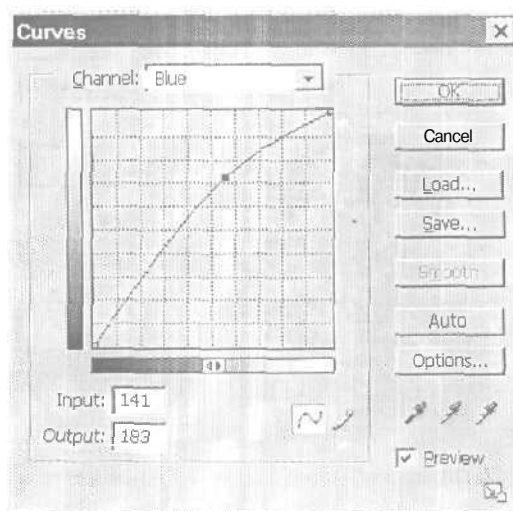 Curves
Channel: Blue
OK
Cancel
Load...
Save...
Smooth
Auto
Options...
Input: 141
Output: 183
Preview